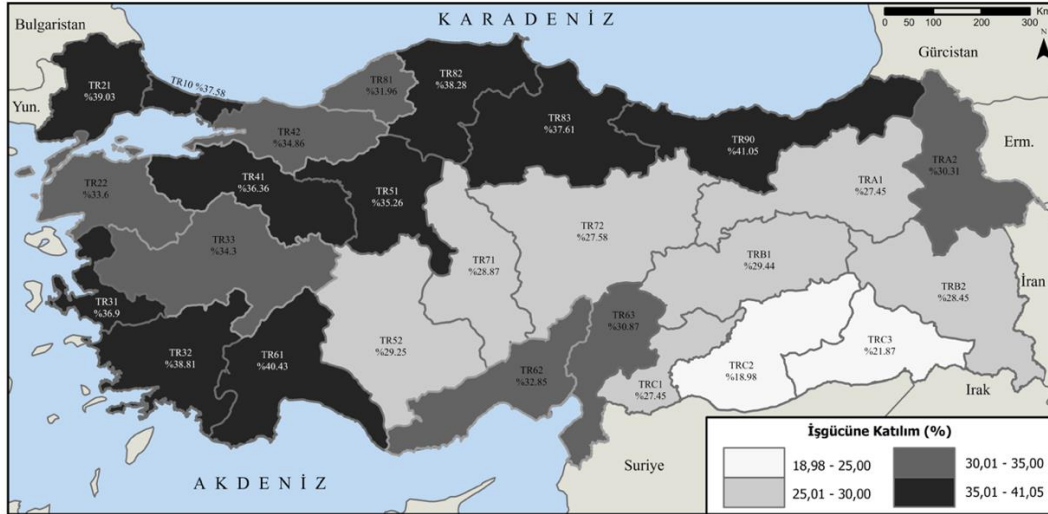 KARADENİZ
Km
0 50 100 200 300
N
Bulgaristan
Gürcistan
Yun.
Erm.
İran
Irak
Suriye
AKDENİZ
TR21
%39.03
TR10 %37.58
TR81
%31.96
TR82
%38.28
TR42
%34.86
TR83
%37.61
TR90
%41.05
TRA2
%30.31
TRA1
%27.45
TR22
%33.6
TR41
%36.36
TR51
%35.26
TR33
%34.3
TR72
%27.58
TR71
%28.87
TRB1
%29.44
TRB2
%28.45
TR31
%36.9
TR63
%30.87
TR52
%29.25
TR32
%38.81
TR61
%40.43
TR62
%32.85
TRC3
%21.87
TRC2
%18.98
TRC1
%27.45
İşgücüne Katılım (%)
18,98 - 25,00
30,01 - 35,00
25,01 - 30,00
35,01 - 41,05